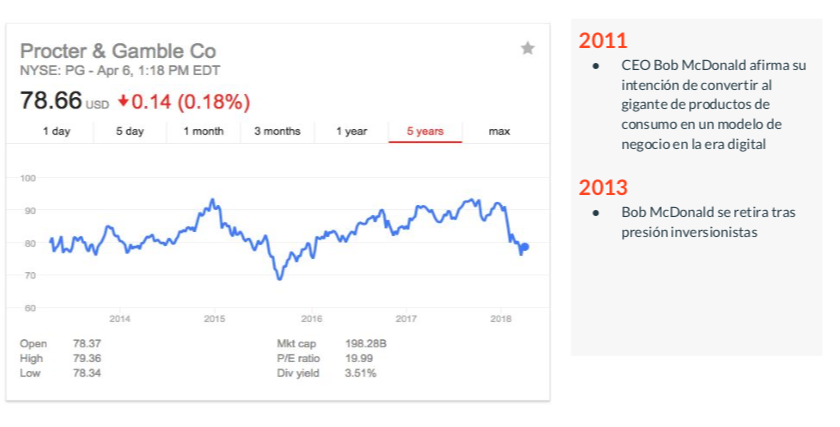 Procter & Gamble Co
NYSE: PG - Apr 6, 1:18 PM EDT
78.66 USD 0.14 (0.18%)
1 day 5 day 1 month 3 months 1 year 5 years max
100
90
80
70
60
2014 2015 2016 2017 2018
Open 78.37 Mkt cap 198.28B
High 79.36 P/E ratio 19.99
Low 78.34 Div yield 3.51%
2011
● CEO Bob McDonald afirma su
intención de convertir al
gigante de productos de
consumo en un modelo de
negocio en la era digital
2013
● Bob McDonald se retira tras
presión inversionistas